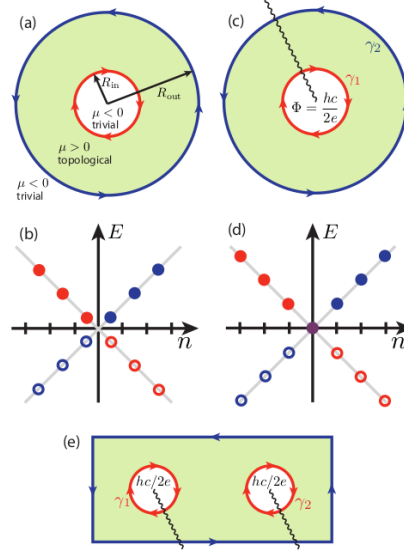 (a)
R_in
R_out
μ < 0
trivial
μ > 0
topological
μ < 0
trivial
(c)
γ_2
γ_1
Φ = hc/2e
(b)
E
n
(d)
E
n
(e)
hc/2e
γ_1
hc/2e
γ_2